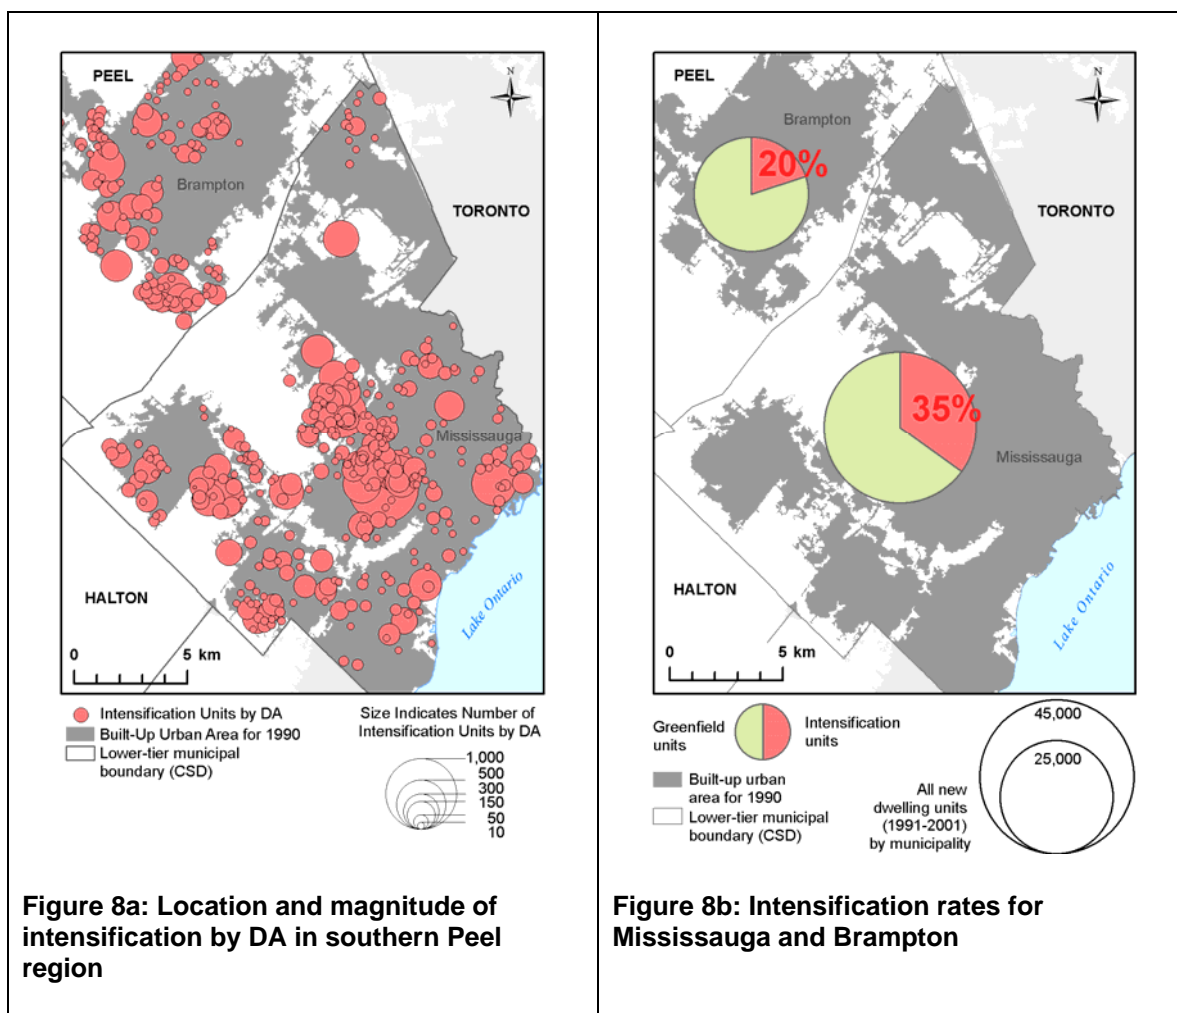 PEEL
N
Brampton
TORONTO
Mississauga
HALTON
Lake Ontario
0 5 km
Intensification Units by DA
Built-Up Urban Area for 1990
Lower-tier municipal
boundary (CSD)
Size Indicates Number of
Intensification Units by DA
1,000
500
300
150
50
10
Figure 8a: Location and magnitude of
intensification by DA in southern Peel
region
PEEL
N
Brampton
20%
TORONTO
35%
Mississauga
HALTON
Lake Ontario
0 5 km
Greenfield
units
Intensification
units
Built-up urban
area for 1990
Lower-tier municipal
boundary (CSD)
45,000
25,000
All new
dwelling units
(1991-2001)
by municipality
Figure 8b: Intensification rates for
Mississauga and Brampton